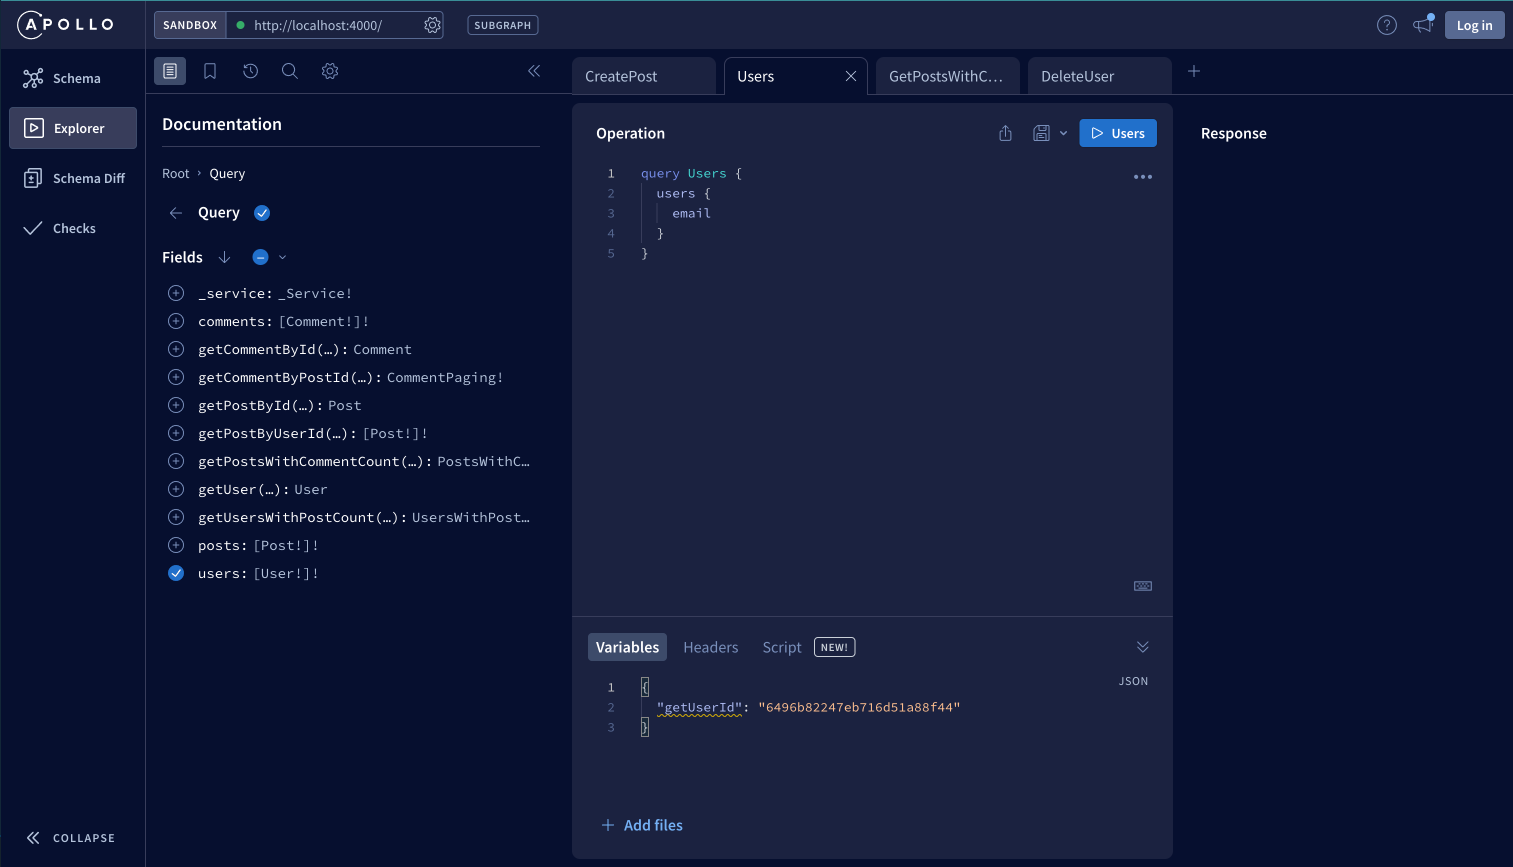 APOLLO
SANDBOX http://localhost:4000/ SUBGRAPH Log in
Schema
Explorer
Schema Diff
Checks
COLLAPSE
Documentation
Root › Query
Query
Fields
_service: _Service!
comments: [Comment!]!
getCommentById(…): Comment
getCommentByPostId(…): CommentPaging!
getPostById(…): Post
getPostByUserId(…): [Post!]!
getPostsWithCommentCount(…): PostsWithC…
getUser(…): User
getUsersWithPostCount(…): UsersWithPost…
posts: [Post!]!
users: [User!]!
CreatePost Users GetPostsWithC… DeleteUser
Operation Users
1 query Users {
2 users {
3 email
4 }
5 }
Variables Headers Script NEW!
JSON
1 {
2 "getUserId": "6496b82247eb716d51a88f44"
3 }
Add files
Response